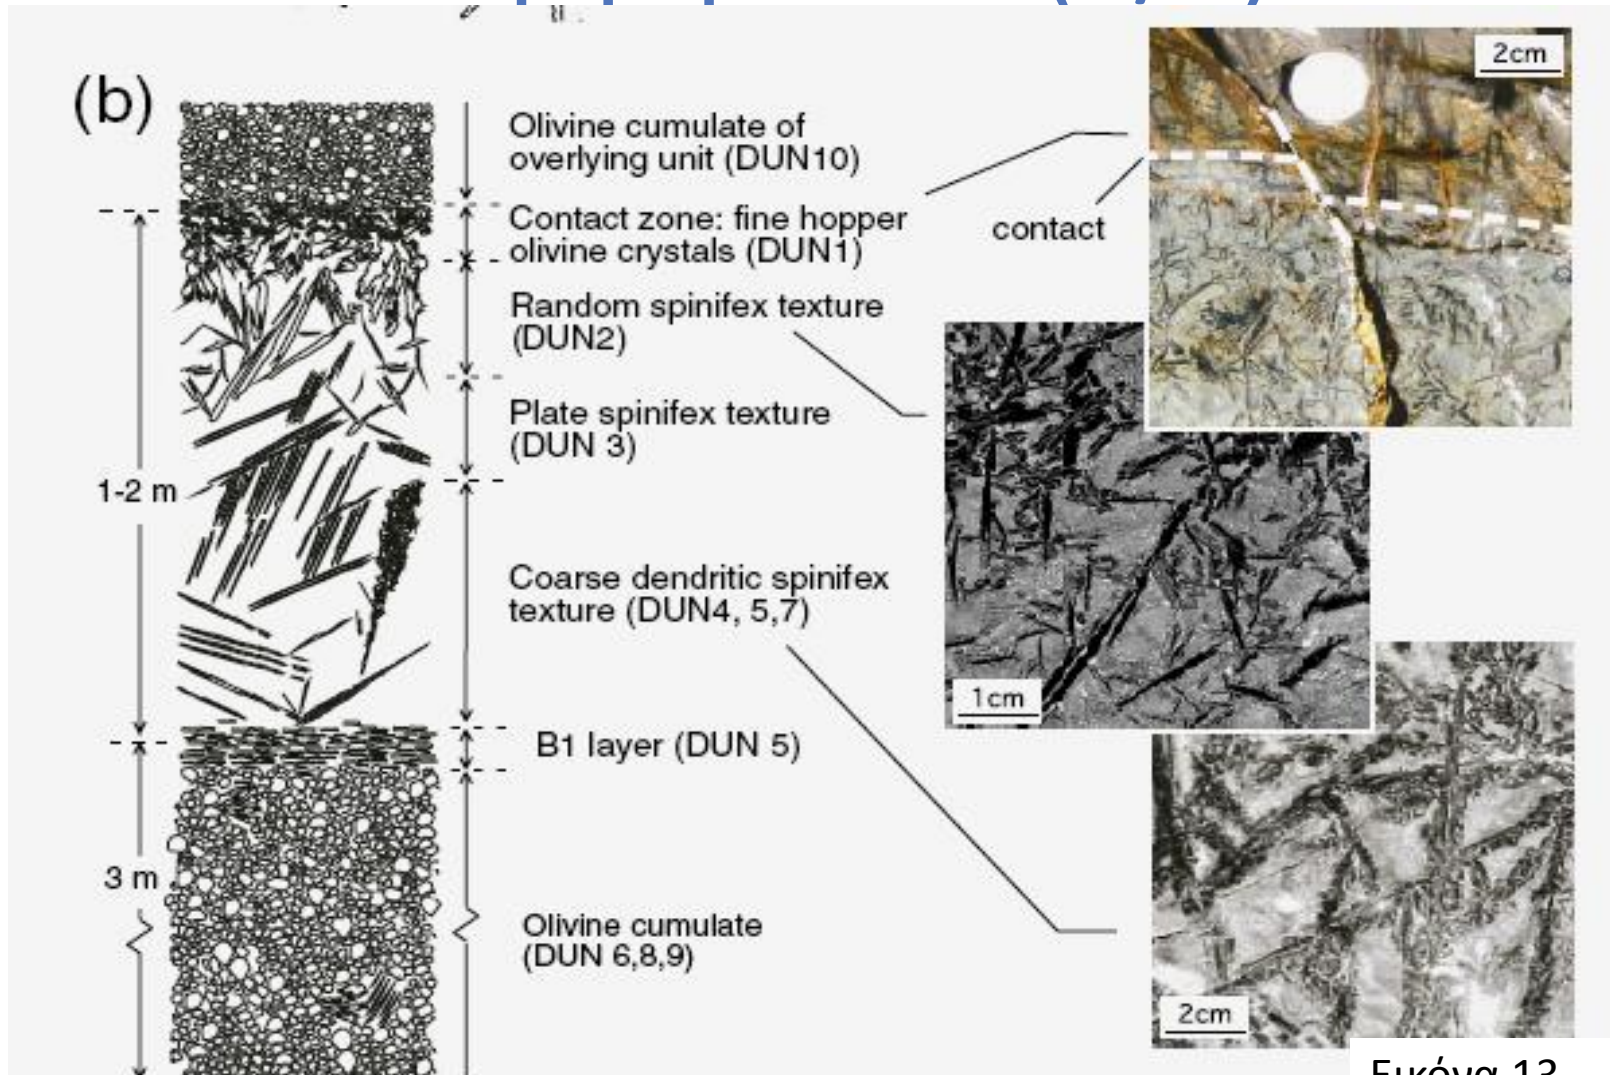 (b)
Olivine cumulate of
overlying unit (DUN10)
Contact zone: fine hopper
olivine crystals (DUN1)
Random spinifex texture
(DUN2)
Plate spinifex texture
(DUN 3)
1-2 m
Coarse dendritic spinifex
texture (DUN4, 5,7)
B1 layer (DUN 5)
3 m
Olivine cumulate
(DUN 6,8,9)
2cm
contact
1cm
2cm
Εικόνα 13